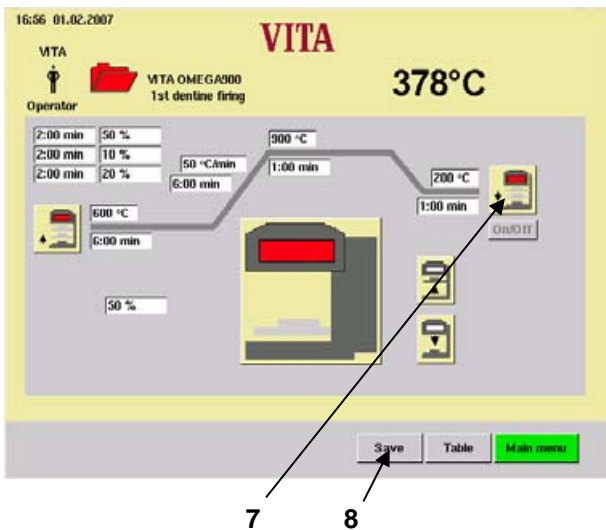 16:56 01.02.2007
VITA
VITA
378°C
VITA OMEGA900
1st dentine firing
Operator
2:00 min 50 %
2:00 min 10 %
2:00 min 20 %
900 °C
50 °C/min
1:00 min
6:00 min
200 °C
1:00 min
600 °C
6:00 min
On/Off
50 %
Save Table Main menu
7 8